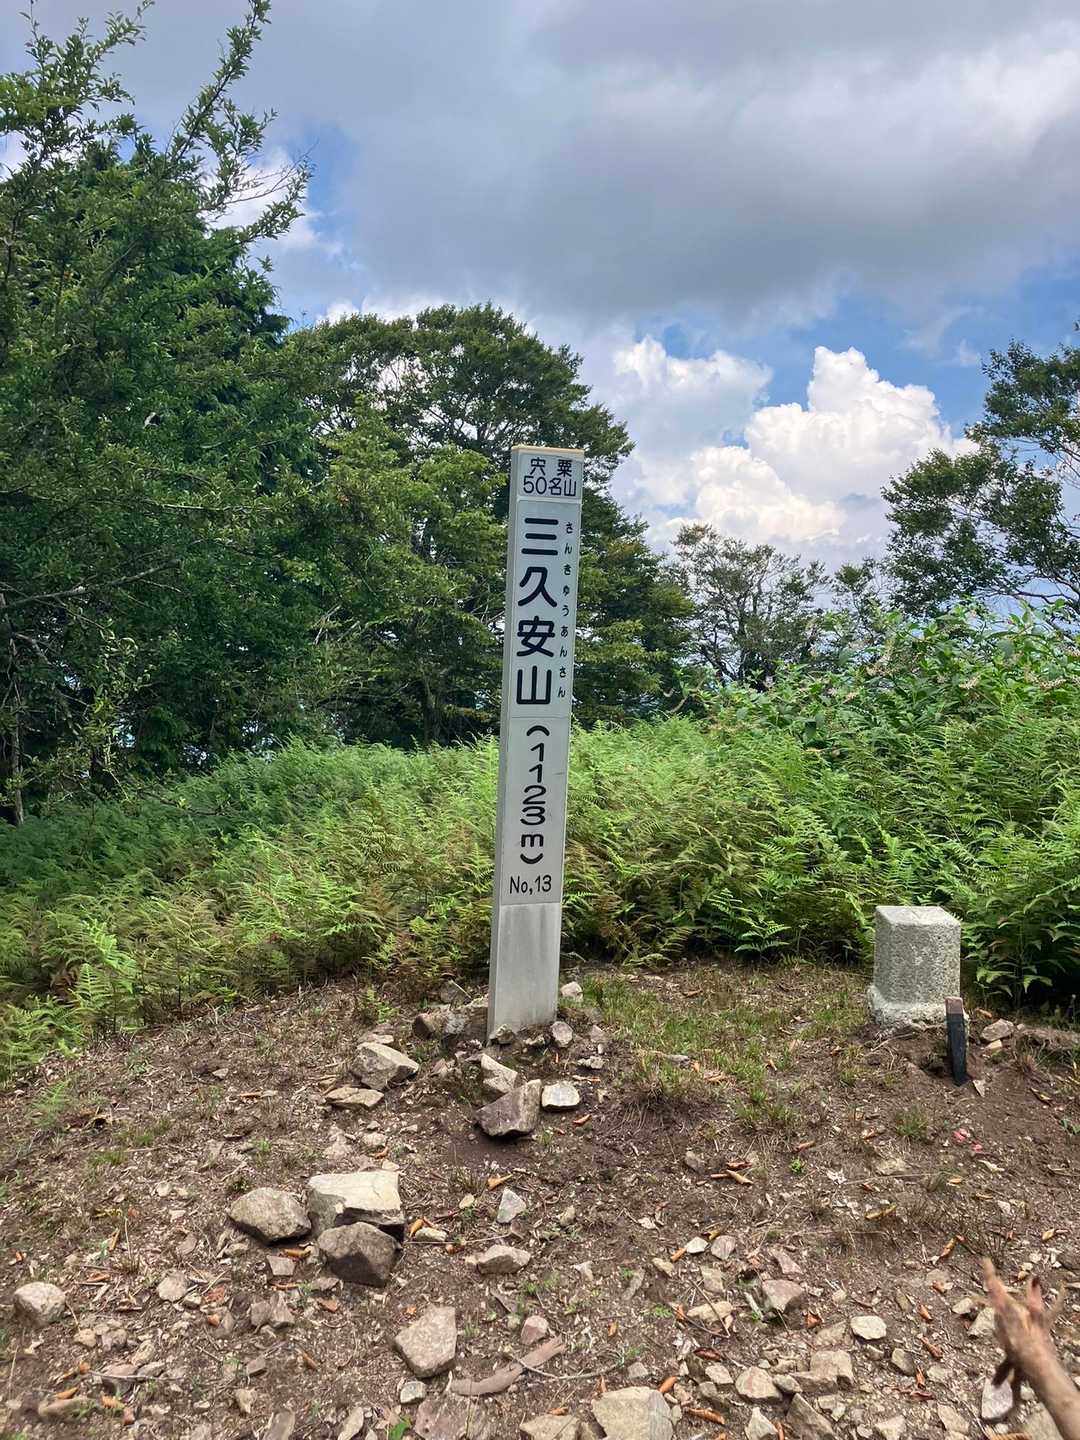 宍粟
50名山
三久安山
さんきゅうあんさん
(1123m)
No,13